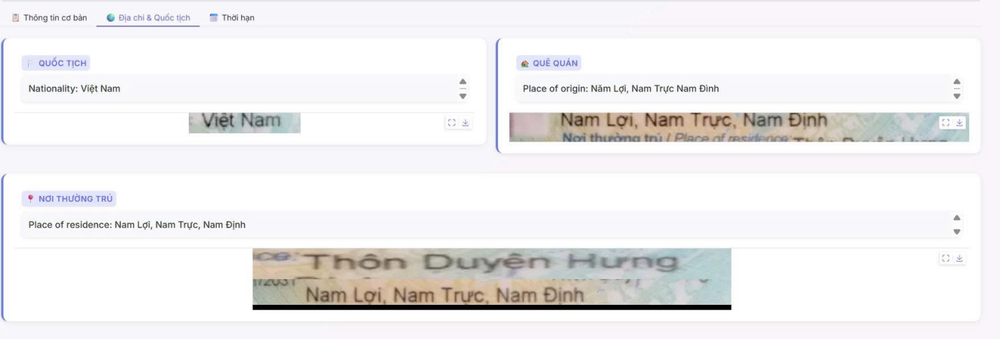 Thông tin cơ bản
Địa chỉ & Quốc tịch
Thời hạn
QUỐC TỊCH
Nationality: Việt Nam
Việt Nam
QUÊ QUÁN
Place of origin: Năm Lợi, Nam Trực Nam Đình
Nam Lợi, Nam Trực, Nam Định
Nơi thường trú / Place of residence: Thôn Duyên Hưng
NƠI THƯỜNG TRÚ
Place of residence: Nam Lợi, Nam Trực, Nam Định
Thôn Duyên Hưng
Nam Lợi, Nam Trực, Nam Định